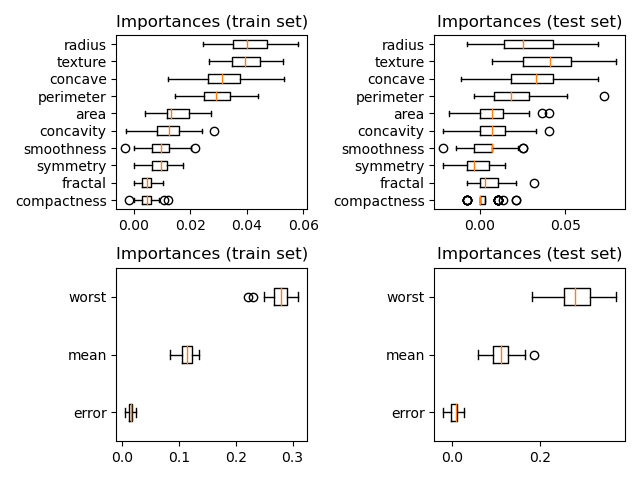 Importances (train set)
radius
texture
concave
perimeter
area
concavity
smoothness
symmetry
fractal
compactness
0.00 0.02 0.04 0.06
Importances (test set)
radius
texture
concave
perimeter
area
concavity
smoothness
symmetry
fractal
compactness
0.00 0.05
Importances (train set)
worst
mean
error
0.0 0.1 0.2 0.3
Importances (test set)
worst
mean
error
0.0 0.2